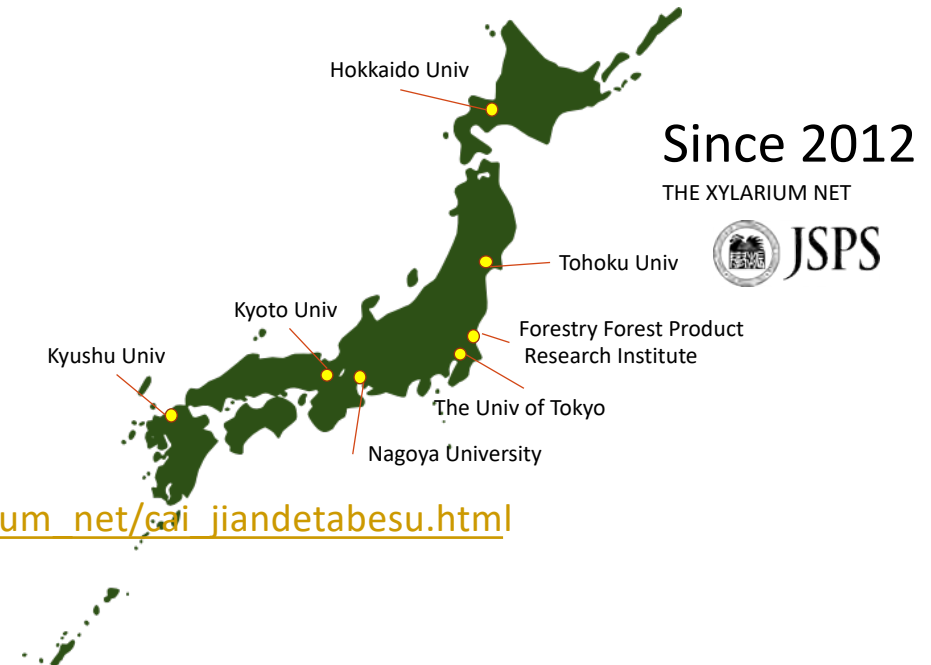 Hokkaido Univ
Since 2012
THE XYLARIUM NET
JSPS
Tohoku Univ
Kyoto Univ
Forestry Forest Product
Research Institute
Kyushu Univ
The Univ of Tokyo
Nagoya University
um_net/cai_jiandetabesu.html